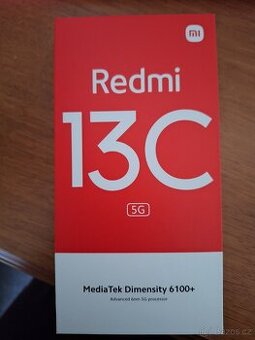 mi
Redmi
13C
5G
MediaTek Dimensity 6100+
Advanced 6nm 5G processor